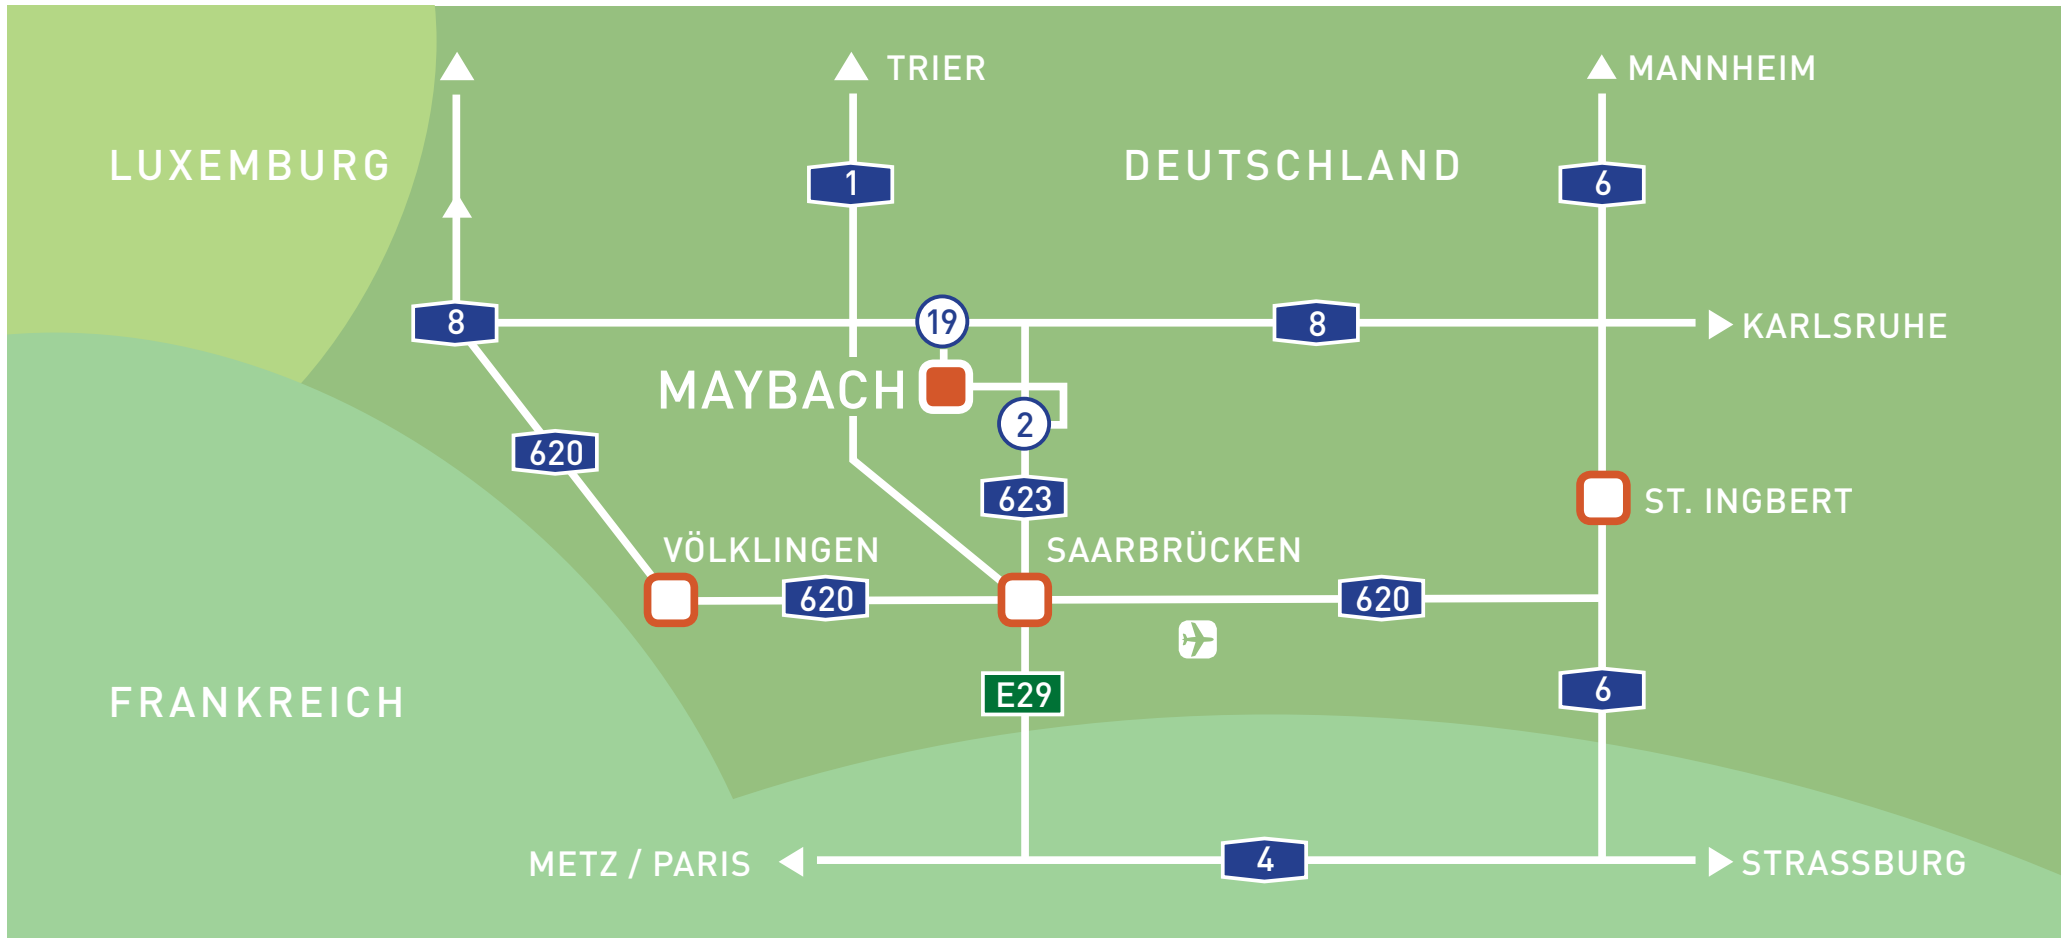 TRIER
MANNHEIM
LUXEMBURG
DEUTSCHLAND
1
6
8
19
8
KARLSRUHE
MAYBACH
2
620
623
ST. INGBERT
VÖLKLINGEN
SAARBRÜCKEN
620
620
E29
6
FRANKREICH
METZ / PARIS
4
STRASSBURG